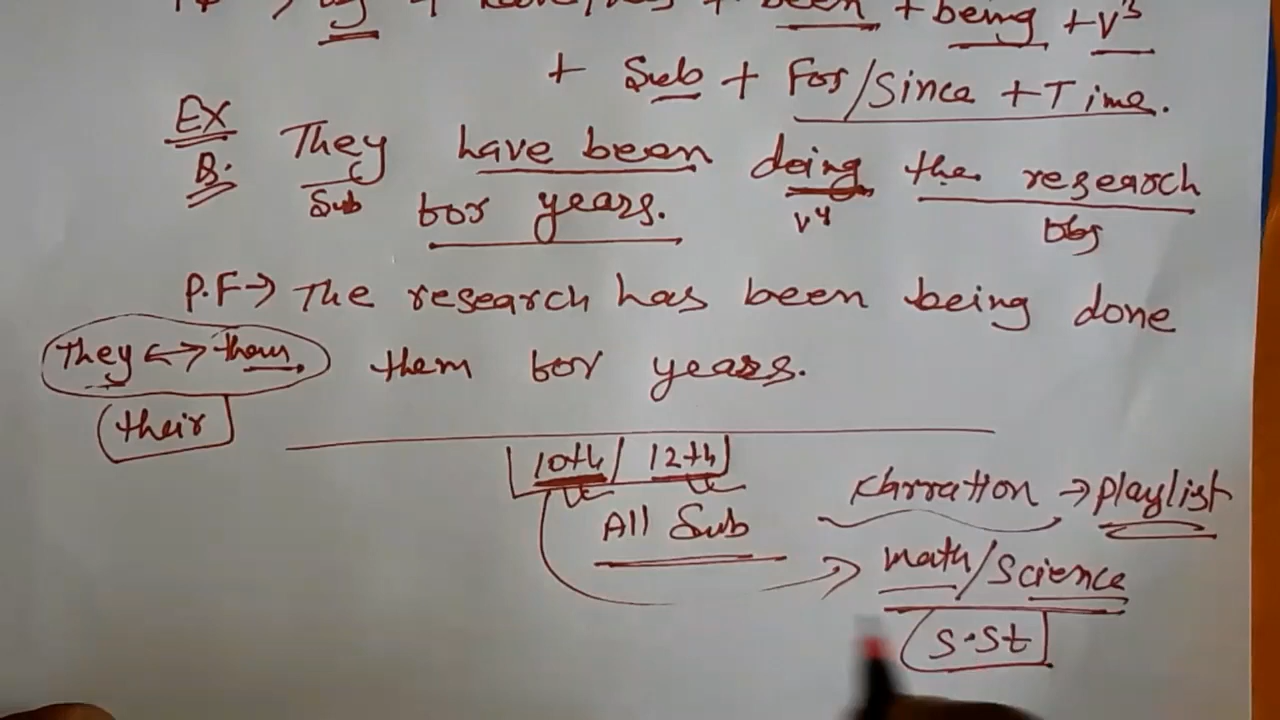 + been + being + V³
+ Sub + For/Since + Time.
EX
B. They have been doing the research
Sub V⁴ Obj
for years.
P.F → The research has been being done
They ↔ them them for years.
their
10th / 12th
Narration → Playlist
All Sub
Math/Science
S.St